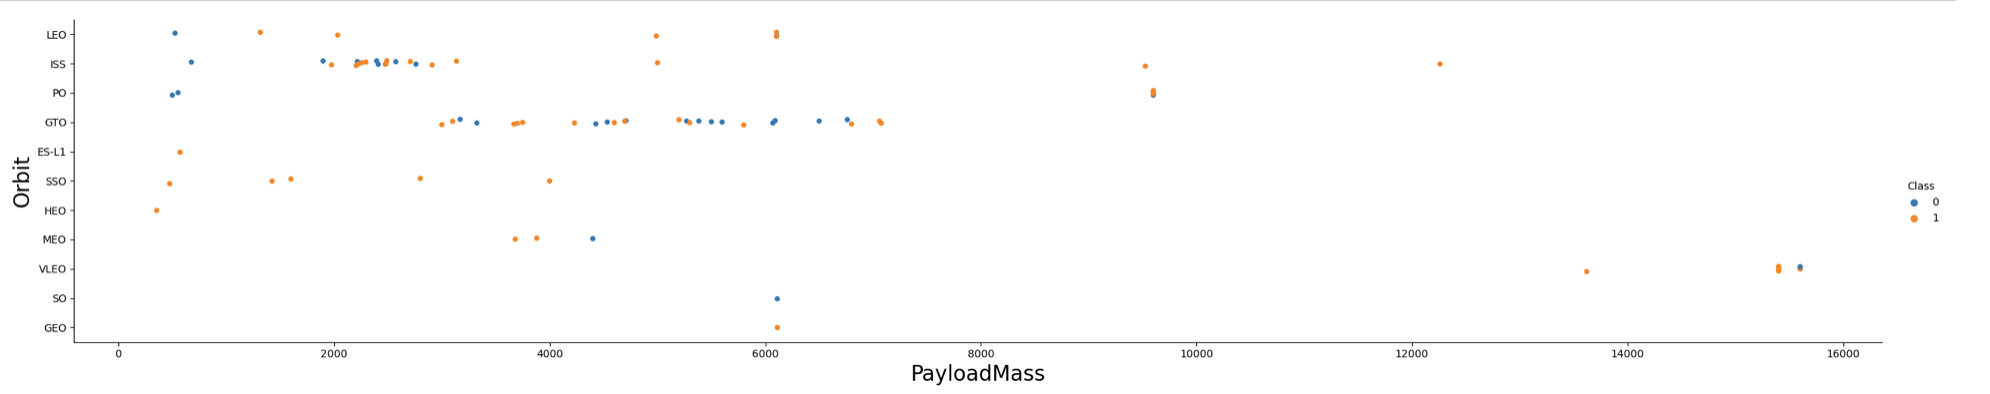 LEO
ISS
PO
GTO
ES-L1
SSO
HEO
MEO
VLEO
SO
GEO
Orbit
0 2000 4000 6000 8000 10000 12000 14000 16000
PayloadMass
Class
0
1